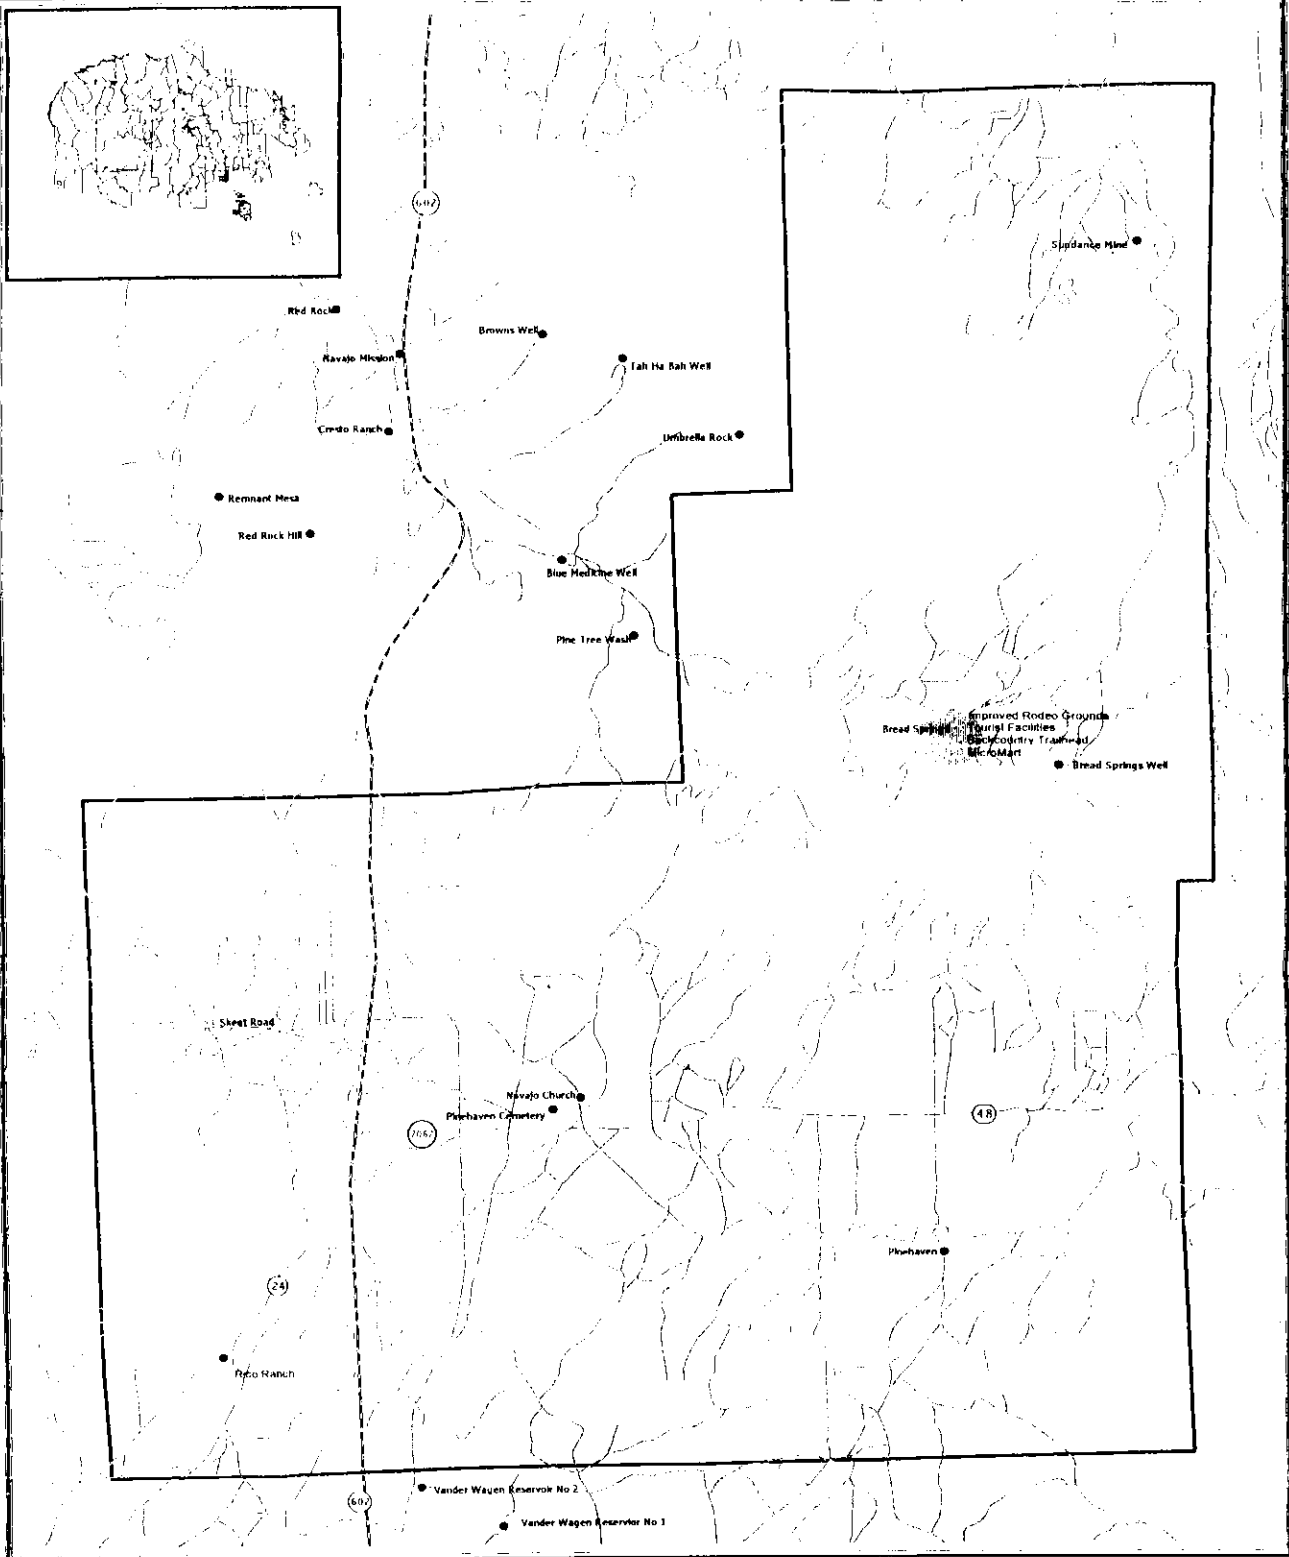 602
Sundance Mine
Red Rock
Browns Well
Navajo Mission
Tah Ha Bah Well
Cresto Ranch
Umbrella Rock
Remnant Mesa
Red Rock Hill
Blue Medicine Well
Pine Tree Wash
Improved Rodeo Grounds
Bread Springs
Tourist Facilities
Backcountry Trailhead
MicroMart
Bread Springs Well
Skeet Road
Navajo Church
Pinehaven Cemetery
48
7062
Pinehaven
24
Rico Ranch
Vander Wagen Reservoir No 2
602
Vander Wagen Reservior No 1